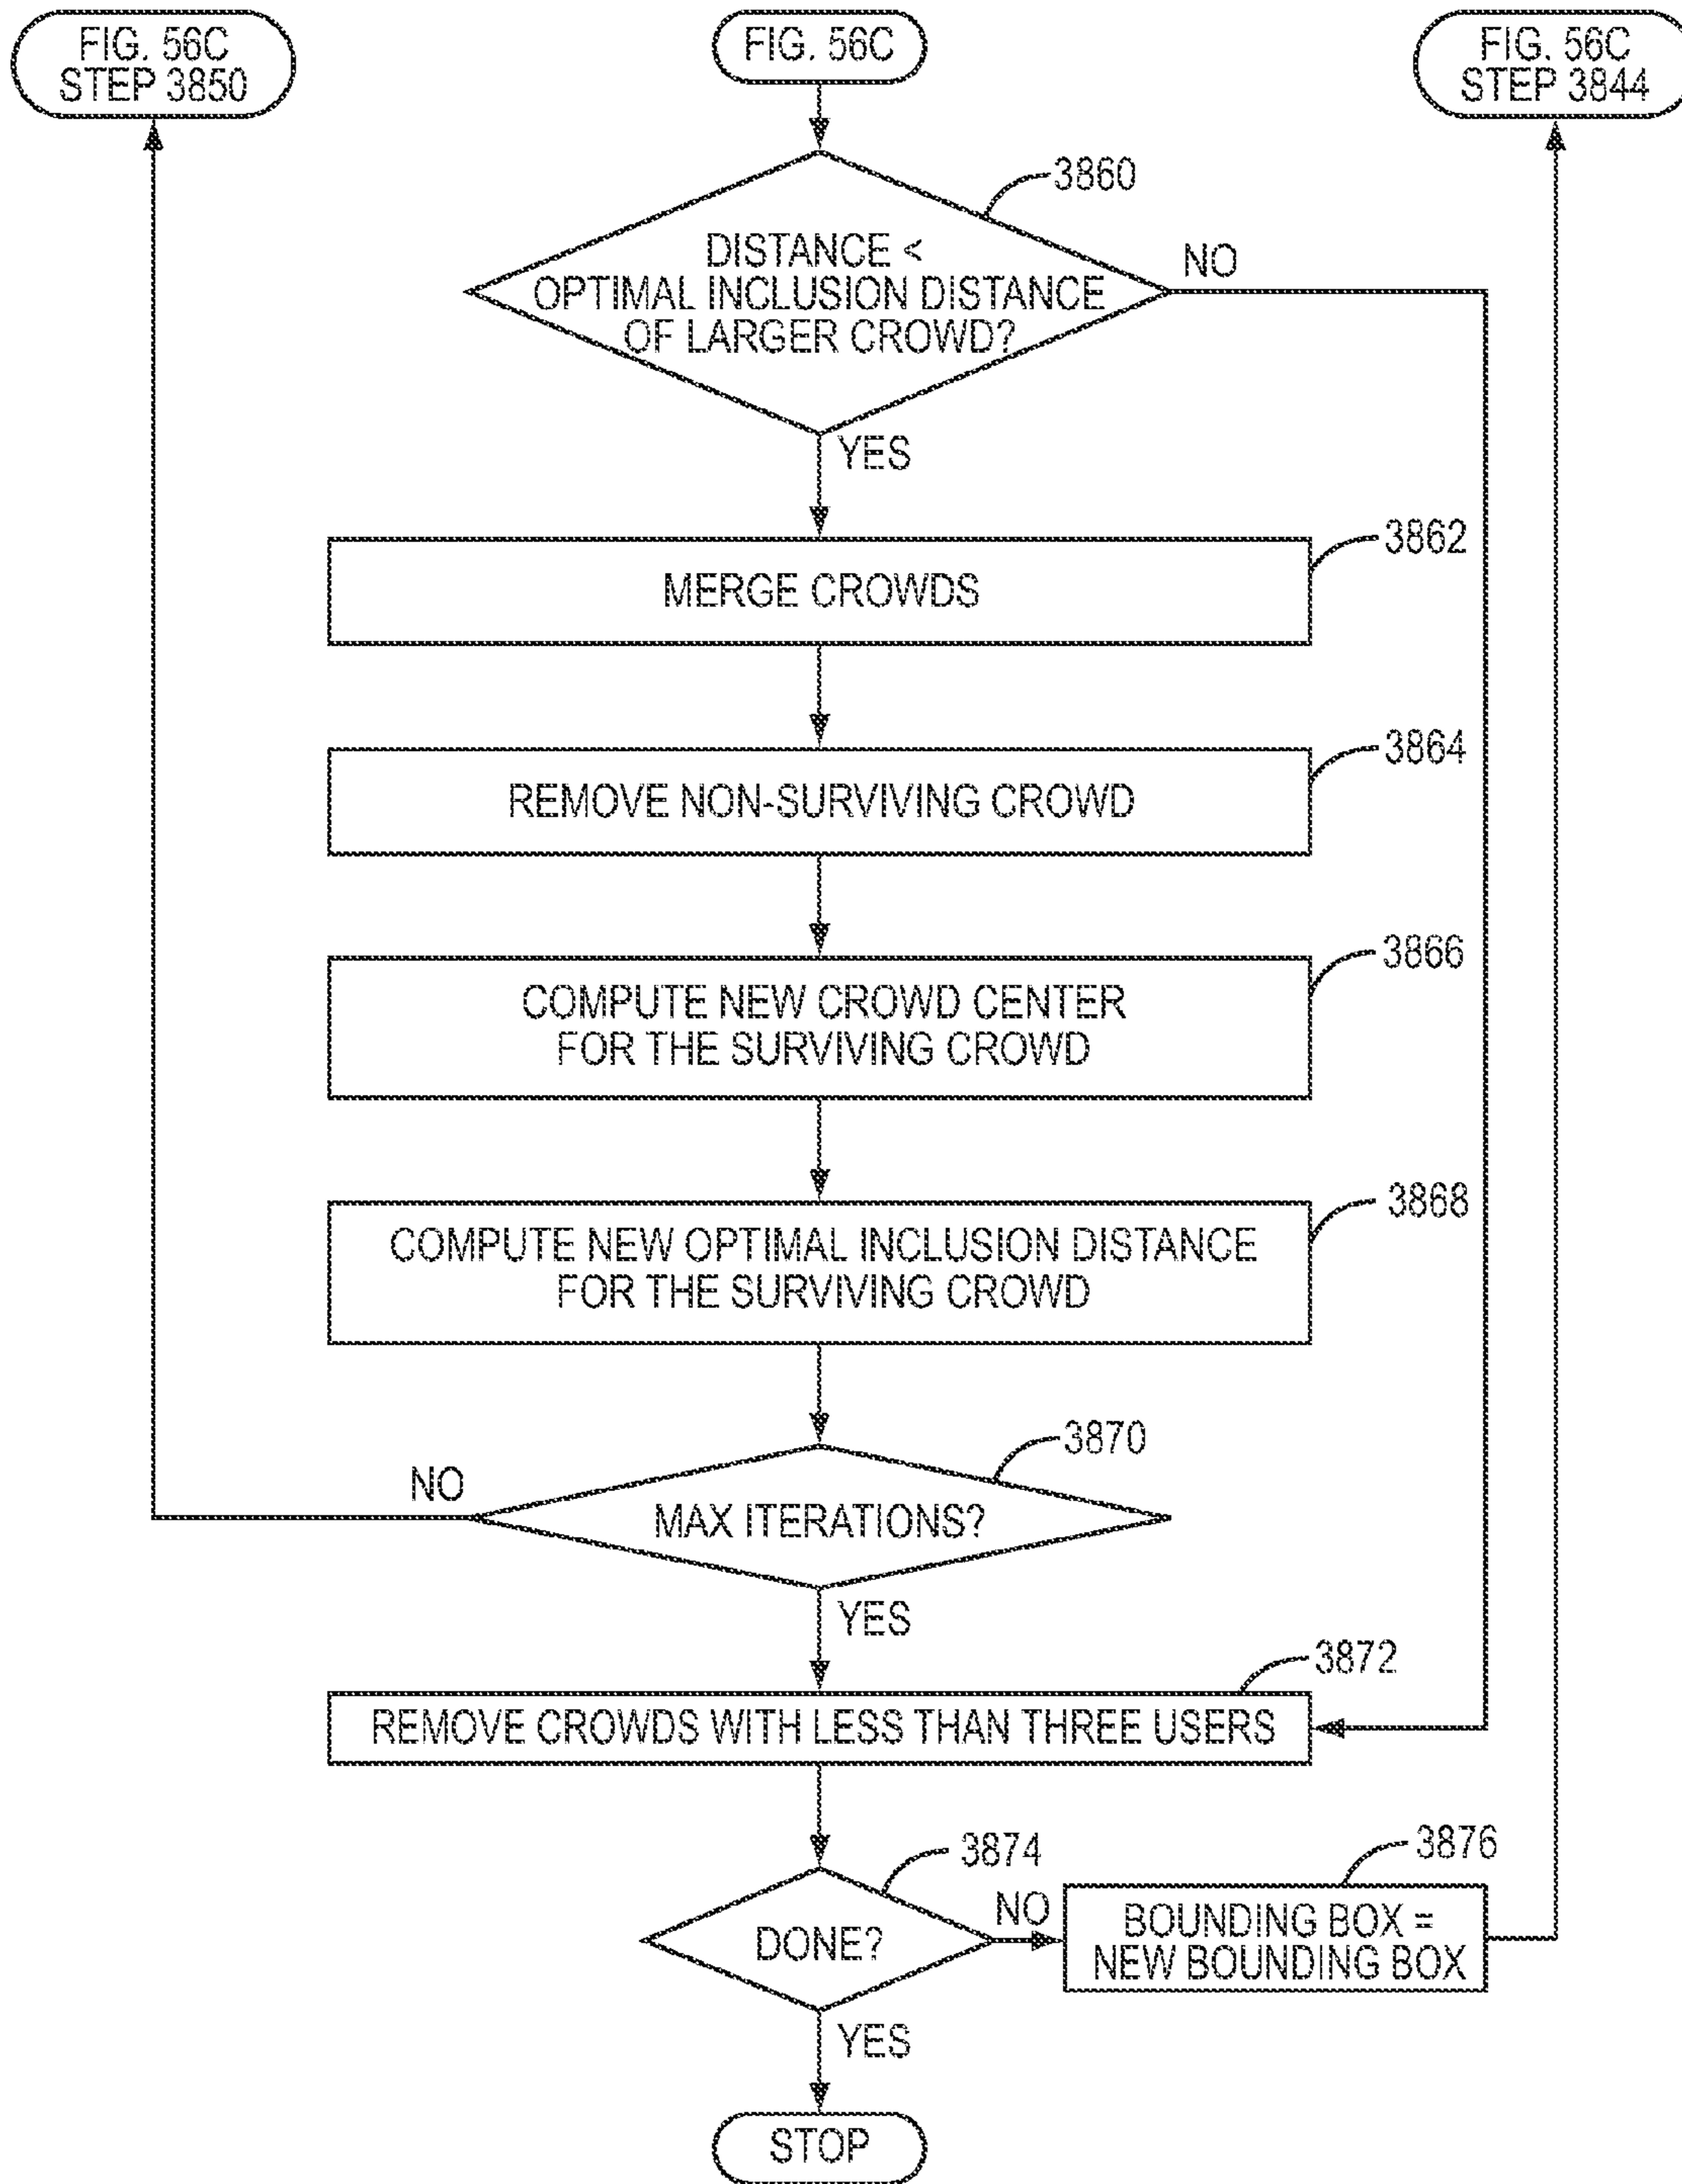 FIG. 56C
STEP 3850
FIG. 56C
FIG. 56C
STEP 3844
3860
DISTANCE <
OPTIMAL INCLUSION DISTANCE
OF LARGER CROWD?
NO
YES
3862
MERGE CROWDS
3864
REMOVE NON-SURVIVING CROWD
3866
COMPUTE NEW CROWD CENTER
FOR THE SURVIVING CROWD
3868
COMPUTE NEW OPTIMAL INCLUSION DISTANCE
FOR THE SURVIVING CROWD
3870
NO
MAX ITERATIONS?
YES
3872
REMOVE CROWDS WITH LESS THAN THREE USERS
3874
3876
DONE?
NO
BOUNDING BOX =
NEW BOUNDING BOX
YES
STOP